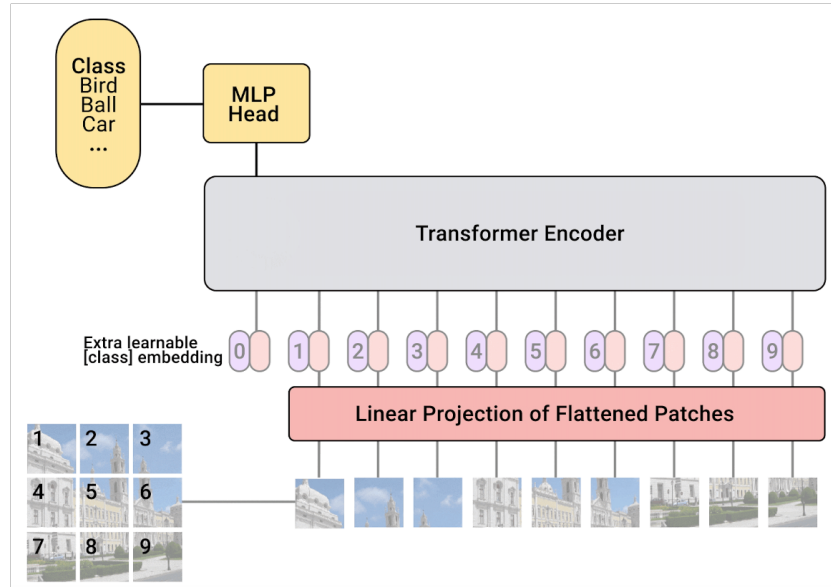 Class
Bird
Ball
Car
...
MLP
Head
Transformer Encoder
Extra learnable
[class] embedding
0 1 2 3 4 5 6 7 8 9
Linear Projection of Flattened Patches
1 2 3
4 5 6
7 8 9